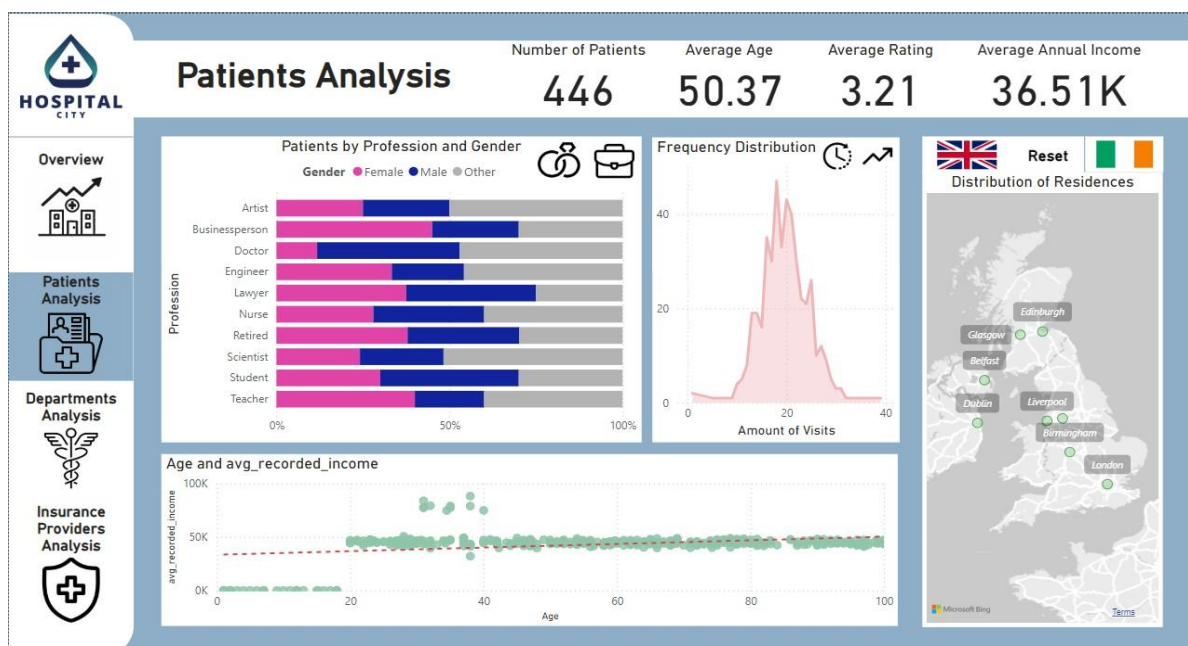 HOSPITAL
CITY
Overview
Patients
Analysis
Departments
Analysis
Insurance
Providers
Analysis
Patients Analysis
Number of Patients
446
Average Age
50.37
Average Rating
3.21
Average Annual Income
36.51K
Patients by Profession and Gender
Gender Female Male Other
Profession
Artist
Businessperson
Doctor
Engineer
Lawyer
Nurse
Retired
Scientist
Student
Teacher
0% 50% 100%
Frequency Distribution
40
20
0
0 20 40
Amount of Visits
Reset
Distribution of Residences
Edinburgh
Glasgow
Belfast
Dublin
Liverpool
Birmingham
London
Microsoft Bing
Terms
Age and avg_recorded_income
avg_recorded_income
100K
50K
0K
0 20 40 60 80 100
Age